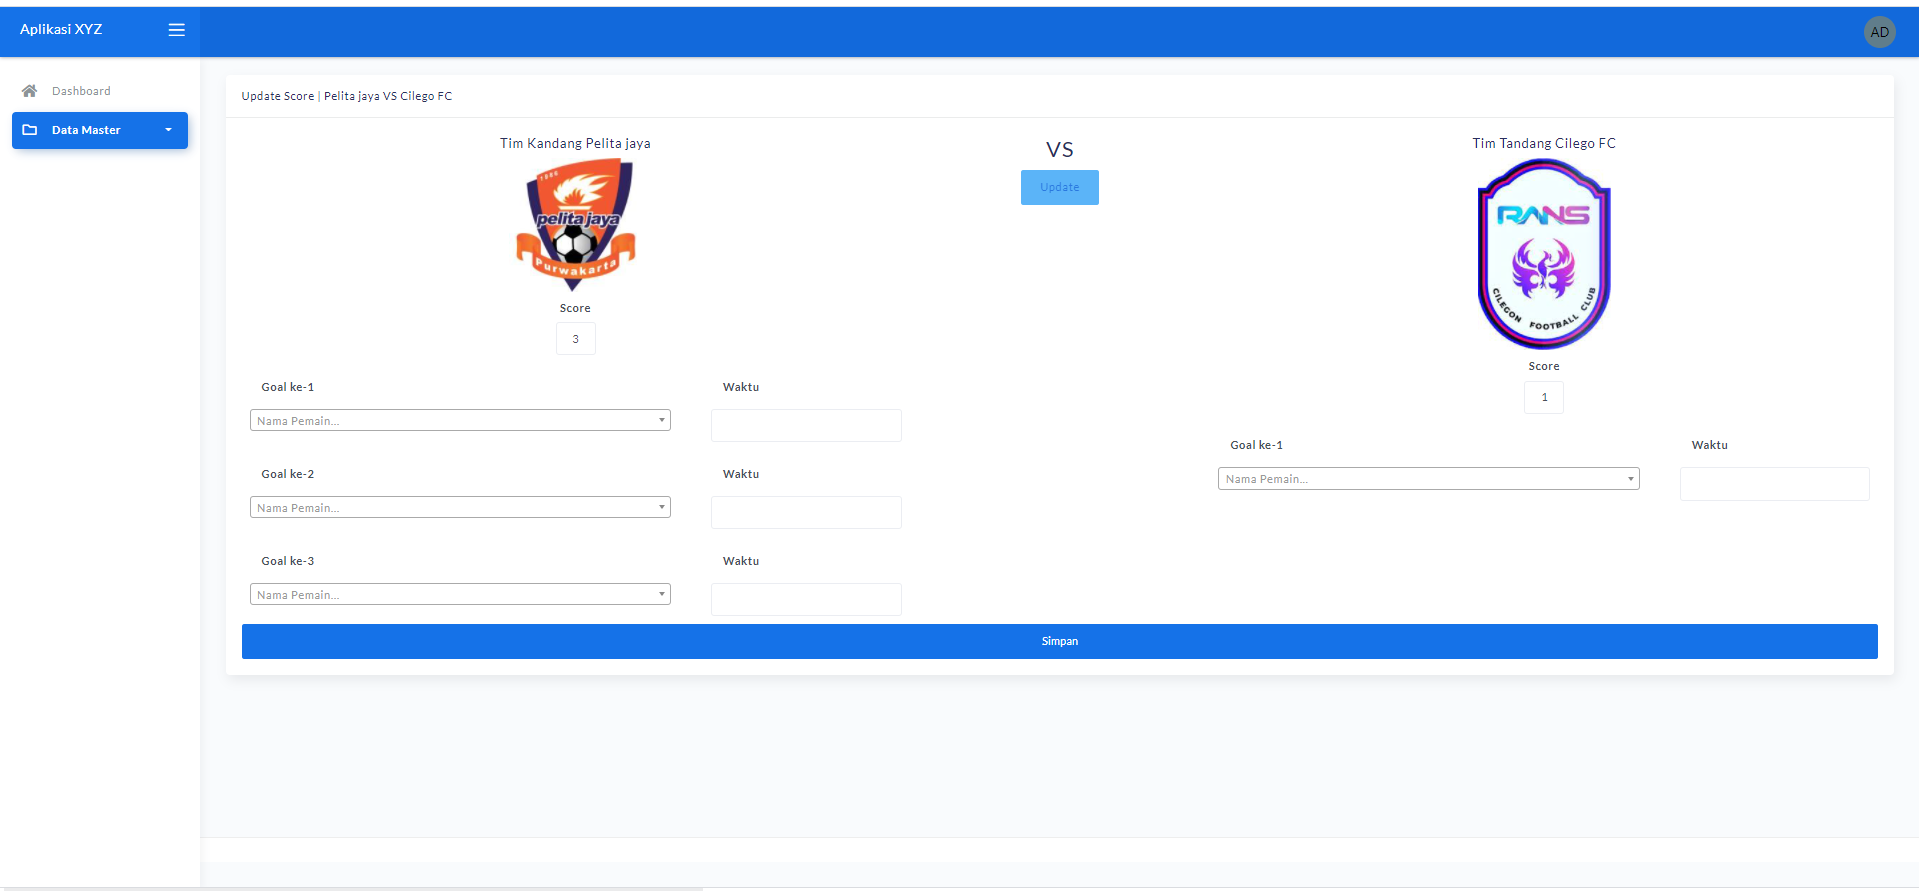 Aplikasi XYZ
AD
Dashboard
Data Master
Update Score | Pelita jaya VS Cilego FC
Tim Kandang Pelita jaya
1986
pelita jaya
Purwakarta
Score
3
Goal ke-1
Waktu
Nama Pemain...
Goal ke-2
Waktu
Nama Pemain...
Goal ke-3
Waktu
Nama Pemain...
VS
Update
Tim Tandang Cilego FC
RANS
CILEGON FOOTBALL CLUB
Score
1
Goal ke-1
Waktu
Nama Pemain...
Simpan